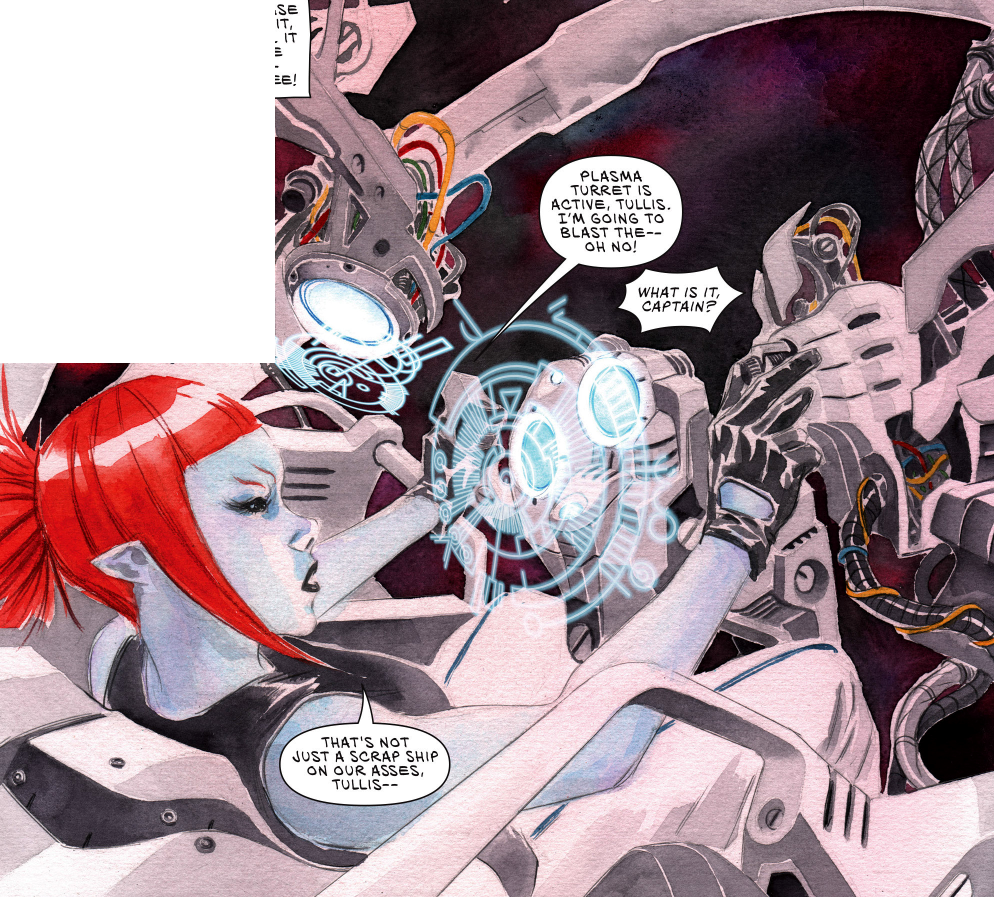 IT,
IT
PLASMA
TURRET IS
ACTIVE, TULLIS.
I'M GOING TO
BLAST THE--
OH NO!
WHAT IS IT,
CAPTAIN?
THAT'S NOT
JUST A SCRAP SHIP
ON OUR ASSES,
TULLIS--